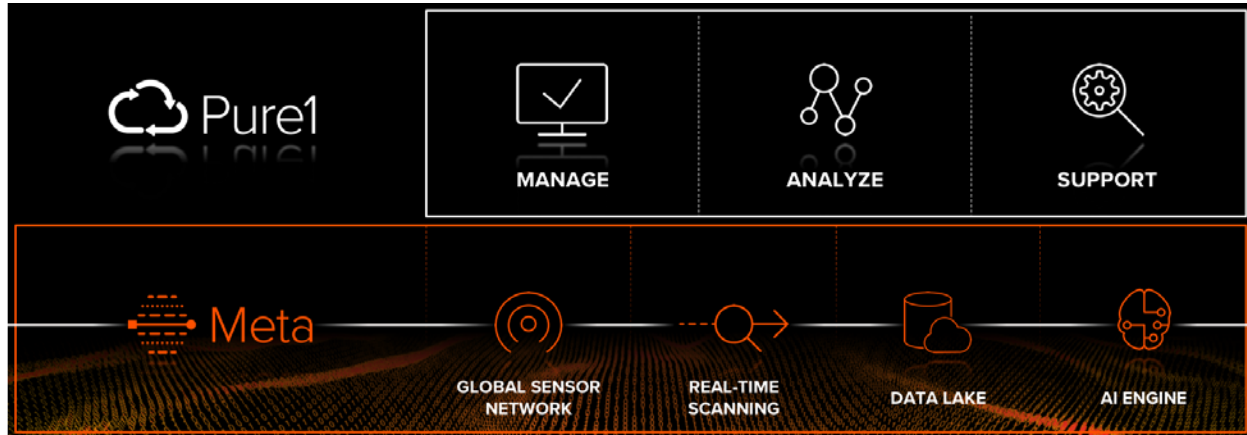 Pure1
MANAGE
ANALYZE
SUPPORT
Meta
GLOBAL SENSOR
NETWORK
REAL-TIME
SCANNING
DATA LAKE
AI ENGINE